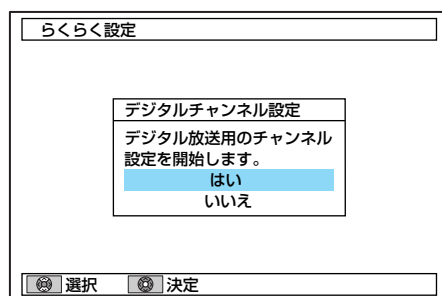 らくらく設定
デジタルチャンネル設定
デジタル放送用のチャンネル
設定を開始します。
はい
いいえ
選択 決定